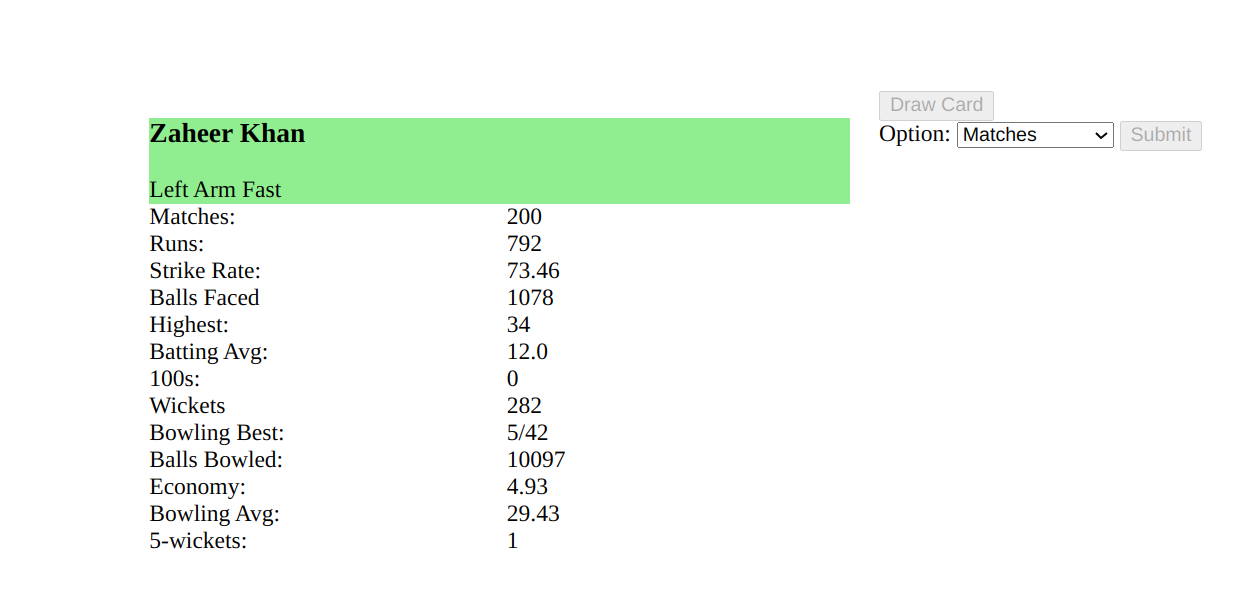 Draw Card
Option: Matches Submit
Zaheer Khan
Left Arm Fast
Matches: 200
Runs: 792
Strike Rate: 73.46
Balls Faced 1078
Highest: 34
Batting Avg: 12.0
100s: 0
Wickets 282
Bowling Best: 5/42
Balls Bowled: 10097
Economy: 4.93
Bowling Avg: 29.43
5-wickets: 1